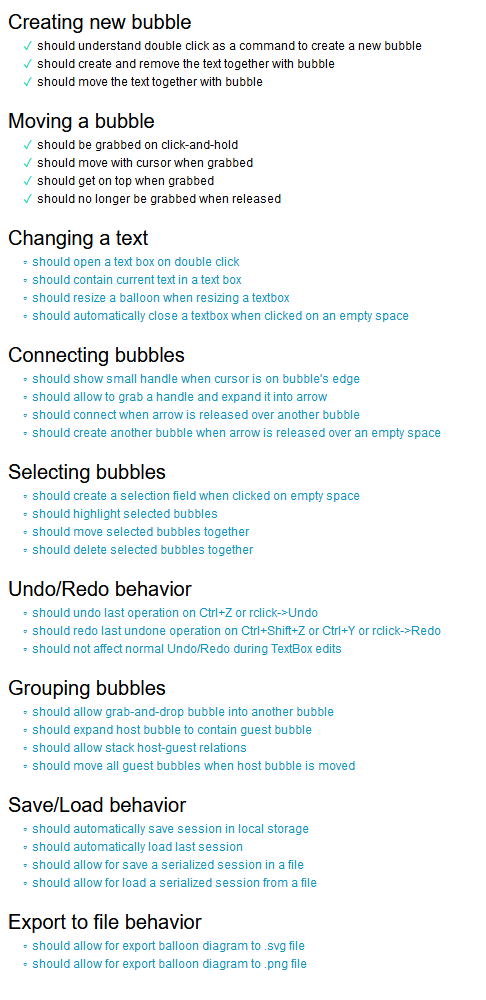 Creating new bubble
✓ should understand double click as a command to create a new bubble
✓ should create and remove the text together with bubble
✓ should move the text together with bubble
Moving a bubble
✓ should be grabbed on click-and-hold
✓ should move with cursor when grabbed
✓ should get on top when grabbed
✓ should no longer be grabbed when released
Changing a text
◦ should open a text box on double click
◦ should contain current text in a text box
◦ should resize a balloon when resizing a textbox
◦ should automatically close a textbox when clicked on an empty space
Connecting bubbles
◦ should show small handle when cursor is on bubble's edge
◦ should allow to grab a handle and expand it into arrow
◦ should connect when arrow is released over another bubble
◦ should create another bubble when arrow is released over an empty space
Selecting bubbles
◦ should create a selection field when clicked on empty space
◦ should highlight selected bubbles
◦ should move selected bubbles together
◦ should delete selected bubbles together
Undo/Redo behavior
◦ should undo last operation on Ctrl+Z or rclick->Undo
◦ should redo last undone operation on Ctrl+Shift+Z or Ctrl+Y or rclick->Redo
◦ should not affect normal Undo/Redo during TextBox edits
Grouping bubbles
◦ should allow grab-and-drop bubble into another bubble
◦ should expand host bubble to contain guest bubble
◦ should allow stack host-guest relations
◦ should move all guest bubbles when host bubble is moved
Save/Load behavior
◦ should automatically save session in local storage
◦ should automatically load last session
◦ should allow for save a serialized session in a file
◦ should allow for load a serialized session from a file
Export to file behavior
◦ should allow for export balloon diagram to .svg file
◦ should allow for export balloon diagram to .png file